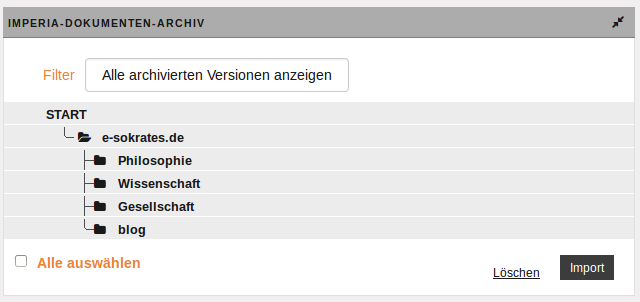 IMPERIA-DOKUMENTEN-ARCHIV
Filter Alle archivierten Versionen anzeigen
START
e-sokrates.de
Philosophie
Wissenschaft
Gesellschaft
blog
Alle auswählen Löschen Import